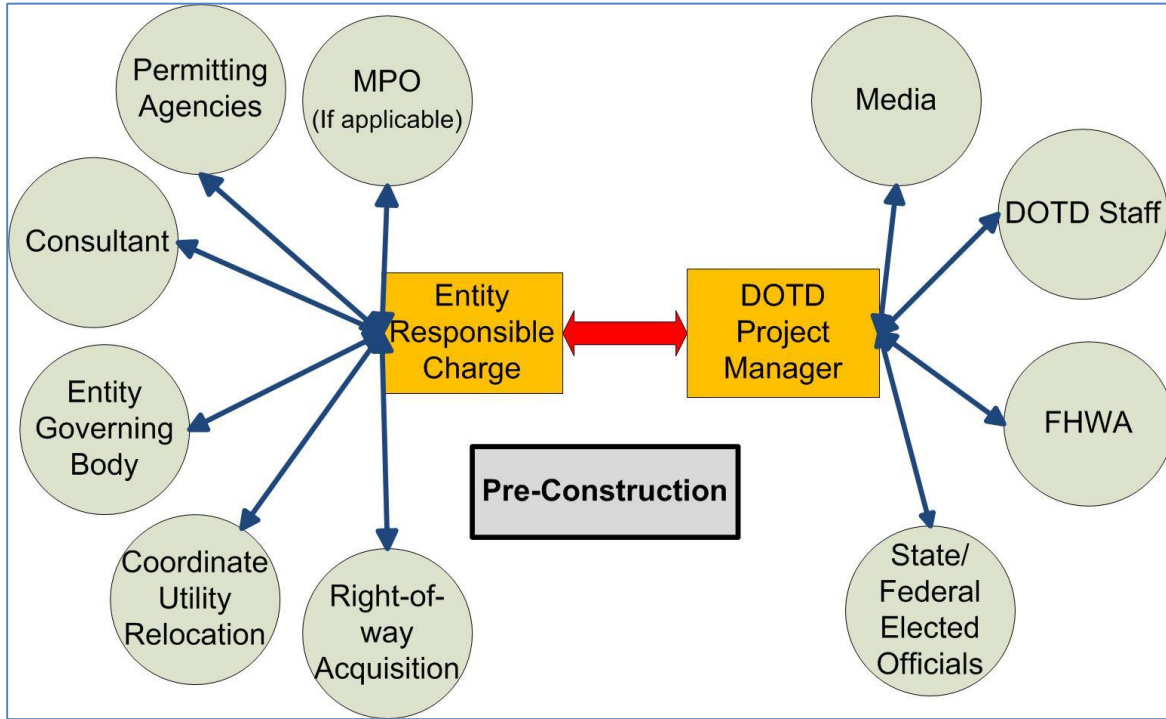 Permitting
Agencies
MPO
(If applicable)
Media
DOTD Staff
Consultant
Entity
Responsible
Charge
DOTD
Project
Manager
Entity
Governing
Body
FHWA
Pre-Construction
Coordinate
Utility
Relocation
Right-of-
way
Acquisition
State/
Federal
Elected
Officials